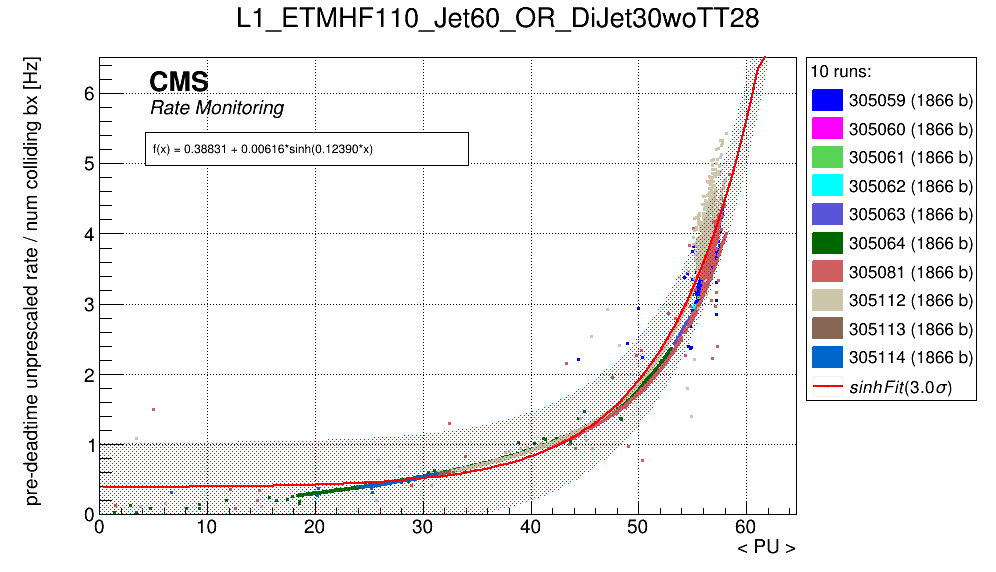 L1_ETMHF110_Jet60_OR_DiJet30woTT28
pre-deadtime unprescaled rate / num colliding bx [Hz]
CMS
Rate Monitoring
f(x) = 0.38831 + 0.00616*sinh(0.12390*x)
6
5
4
3
2
1
0
0 10 20 30 40 50 60
< PU >
10 runs:
305059 (1866 b)
305060 (1866 b)
305061 (1866 b)
305062 (1866 b)
305063 (1866 b)
305064 (1866 b)
305081 (1866 b)
305112 (1866 b)
305113 (1866 b)
305114 (1866 b)
sinhFit(3.0σ)